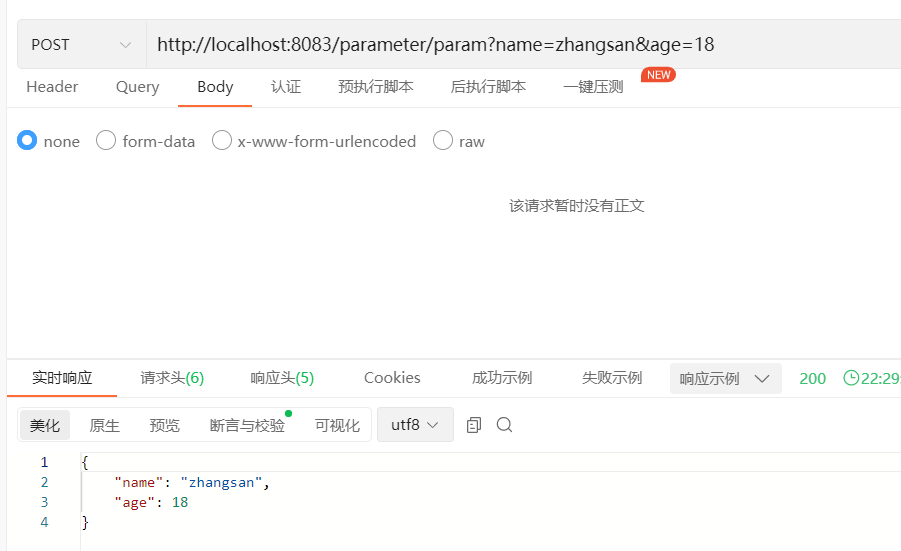 POST http://localhost:8083/parameter/param?name=zhangsan&age=18
Header Query Body 认证 预执行脚本 后执行脚本 一键压测 NEW
none form-data x-www-form-urlencoded raw
该请求暂时没有正文
实时响应 请求头(6) 响应头(5) Cookies 成功示例 失败示例 响应示例 200 22:29:
美化 原生 预览 断言与校验 可视化 utf8
1 {
2 "name": "zhangsan",
3 "age": 18
4 }